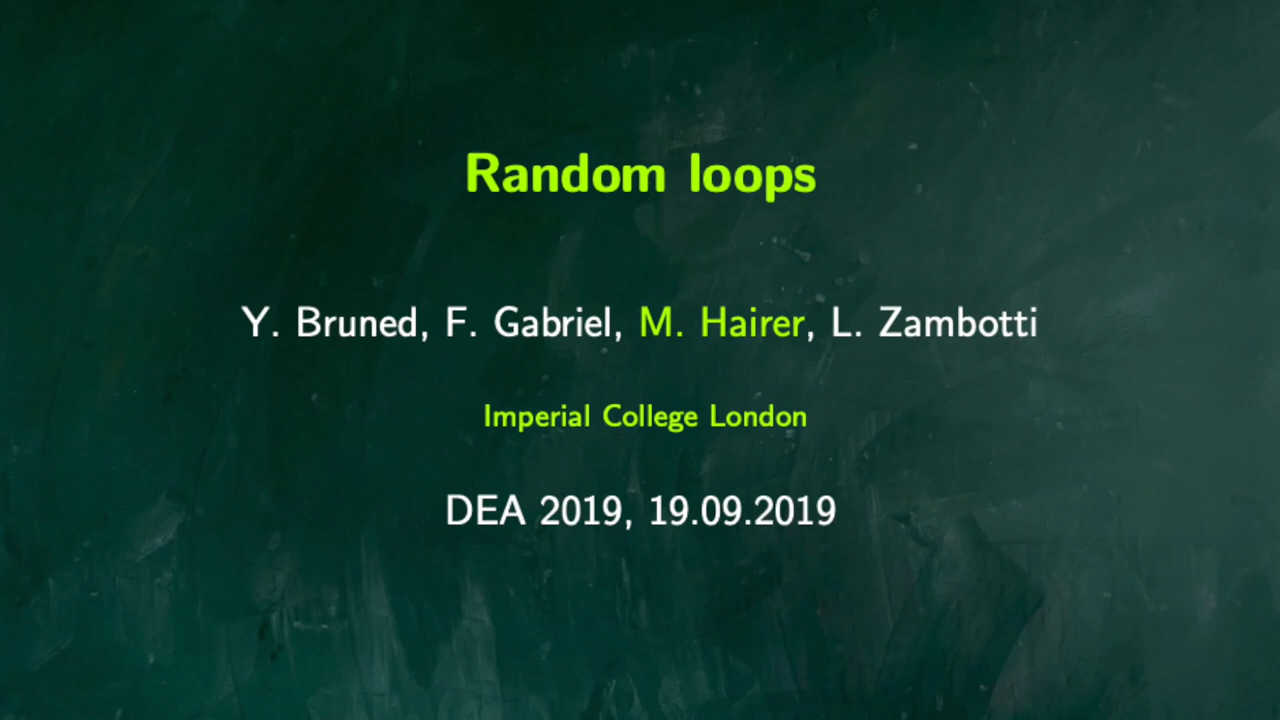 Random loops
Y. Bruned, F. Gabriel, M. Hairer, L. Zambotti
Imperial College London
DEA 2019, 19.09.2019